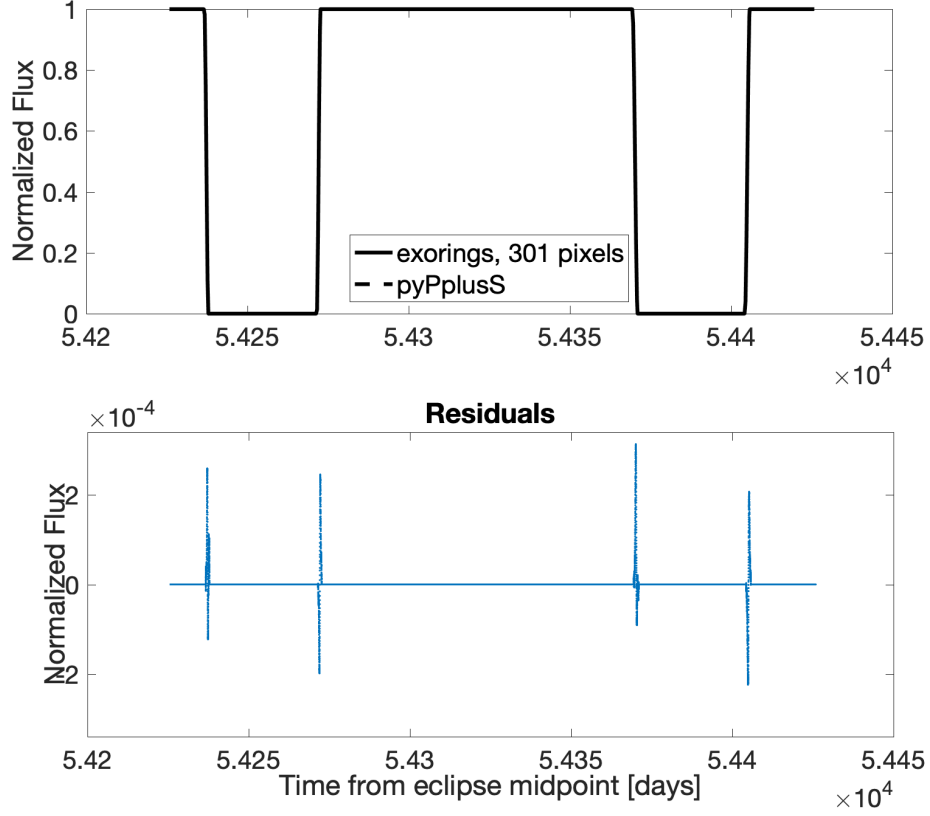 1
0.8
0.6
0.4
0.2
0
Normalized Flux
exorings, 301 pixels
pyPplusS
5.42 5.425 5.43 5.435 5.44 5.445
×10⁴
×10⁻⁴
Residuals
2
0
-2
Normalized Flux
5.42 5.425 5.43 5.435 5.44 5.445
Time from eclipse midpoint [days]
×10⁴